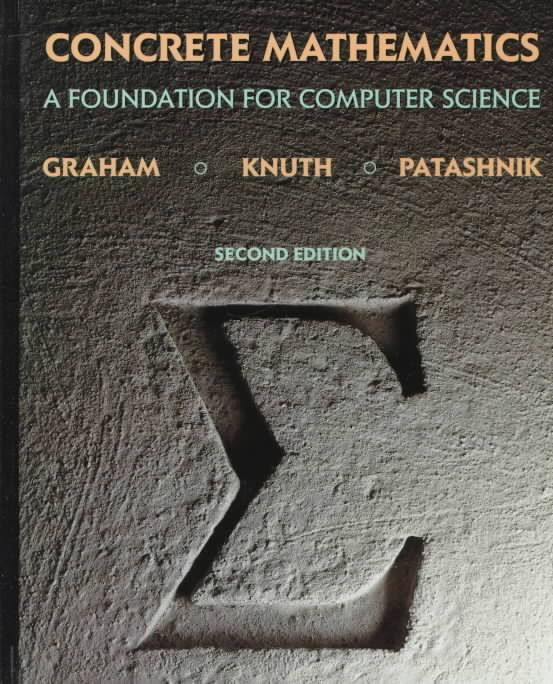 CONCRETE MATHEMATICS
A FOUNDATION FOR COMPUTER SCIENCE
GRAHAM ○ KNUTH ○ PATASHNIK
SECOND EDITION
Σ